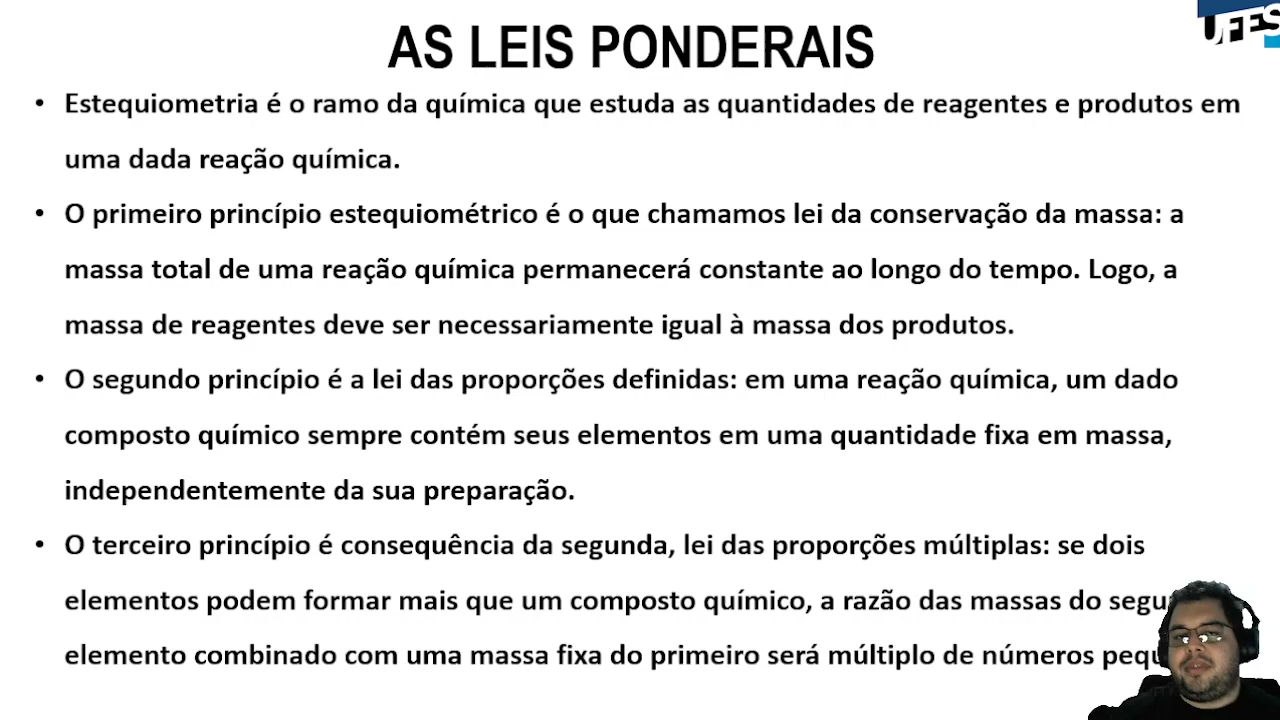 UFES
AS LEIS PONDERAIS
• Estequiometria é o ramo da química que estuda as quantidades de reagentes e produtos em
uma dada reação química.
• O primeiro princípio estequiométrico é o que chamamos lei da conservação da massa: a
massa total de uma reação química permanecerá constante ao longo do tempo. Logo, a
massa de reagentes deve ser necessariamente igual à massa dos produtos.
• O segundo princípio é a lei das proporções definidas: em uma reação química, um dado
composto químico sempre contém seus elementos em uma quantidade fixa em massa,
independentemente da sua preparação.
• O terceiro princípio é consequência da segunda, lei das proporções múltiplas: se dois
elementos podem formar mais que um composto químico, a razão das massas do
elemento combinado com uma massa fixa do primeiro será múltiplo de números